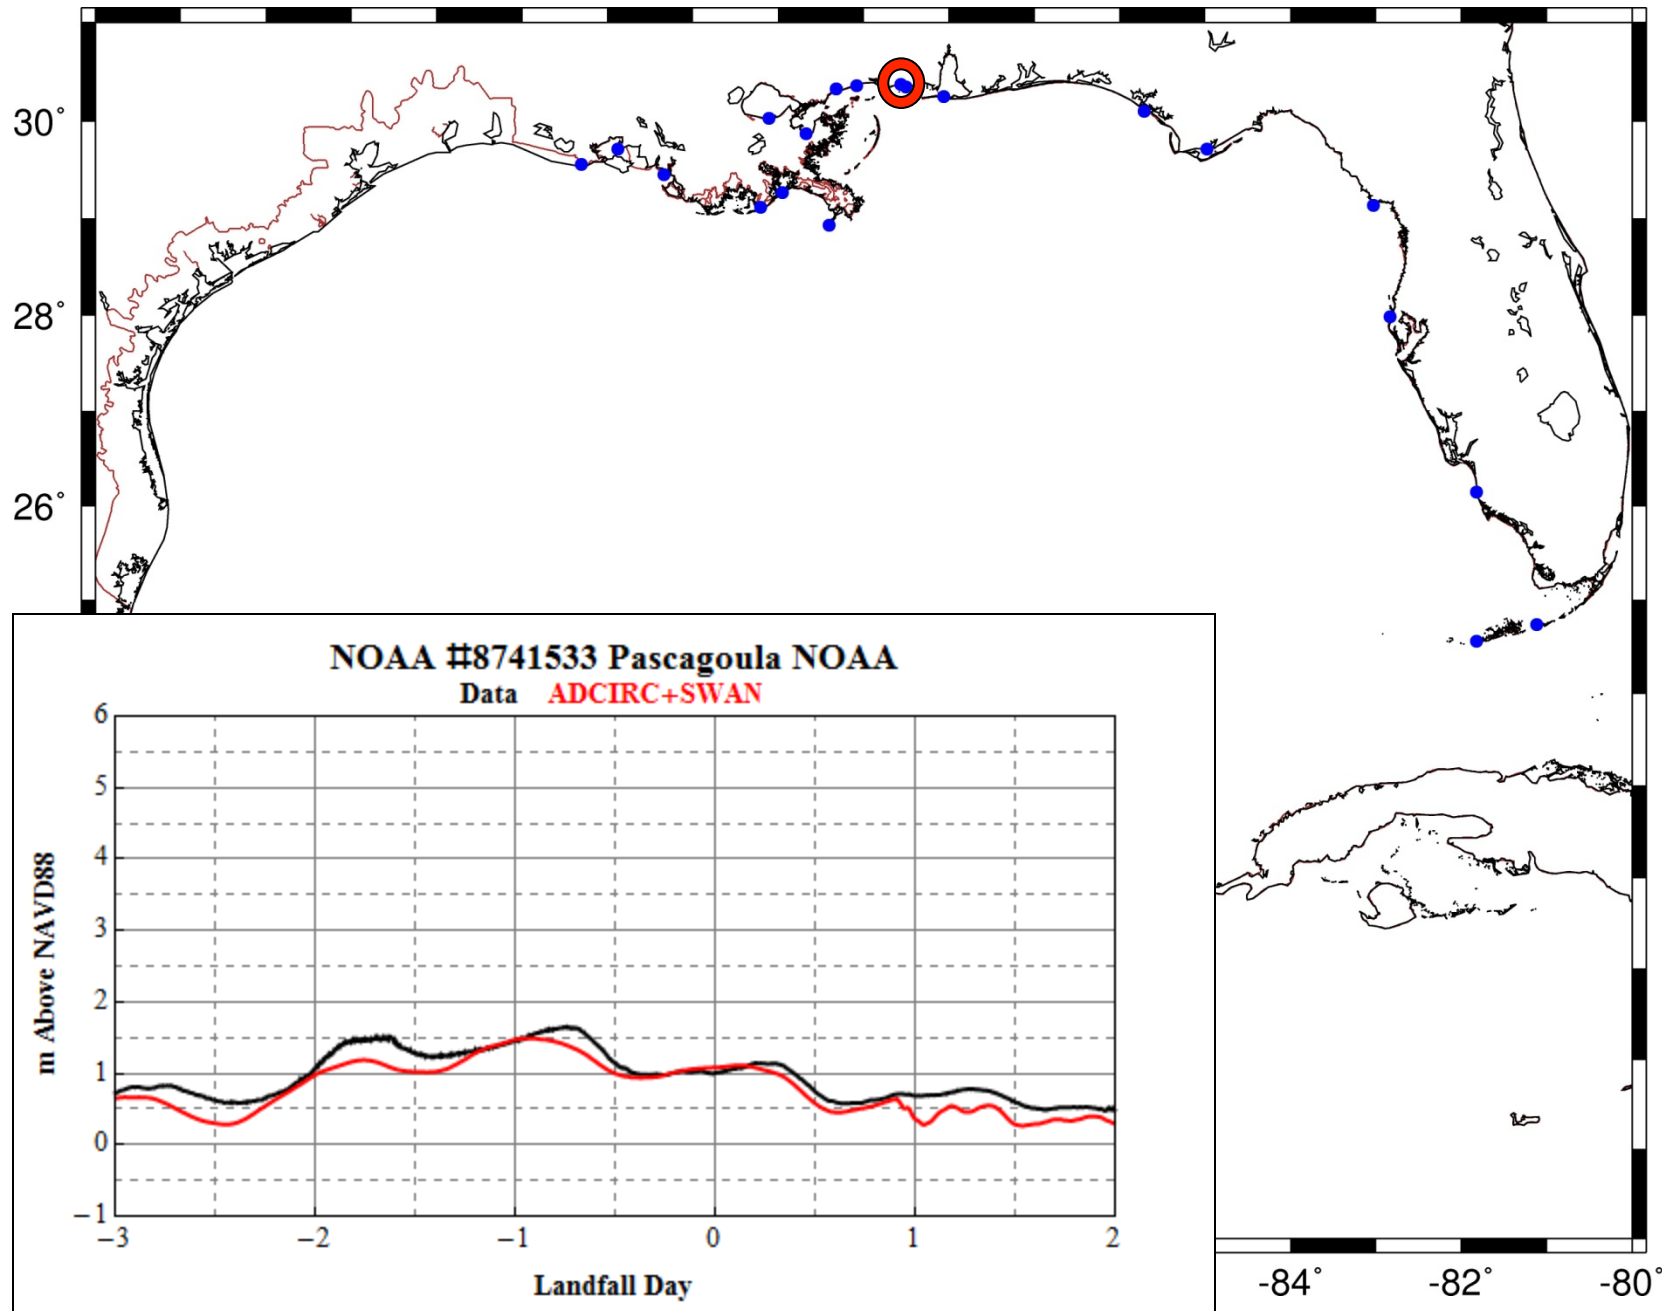 30°
28°
26°
NOAA #8741533 Pascagoula NOAA
Data ADCIRC+SWAN
6
5
4
3
2
1
0
−1
m Above NAVD88
−3 −2 −1 0 1 2
Landfall Day
-84° -82° -80°